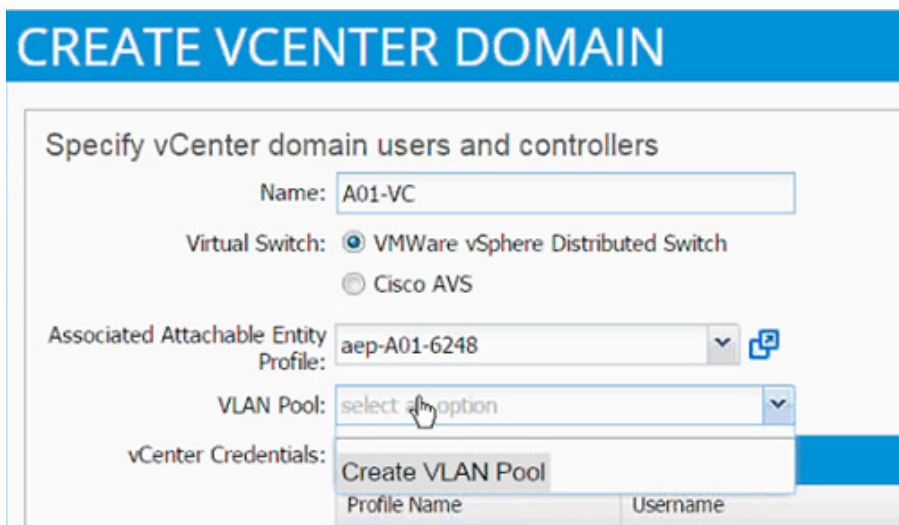 CREATE VCENTER DOMAIN
Specify vCenter domain users and controllers
Name: A01-VC
Virtual Switch: VMWare vSphere Distributed Switch
Cisco AVS
Associated Attachable Entity
Profile: aep-A01-6248
VLAN Pool: select an option
vCenter Credentials:
Create VLAN Pool
Profile Name Username